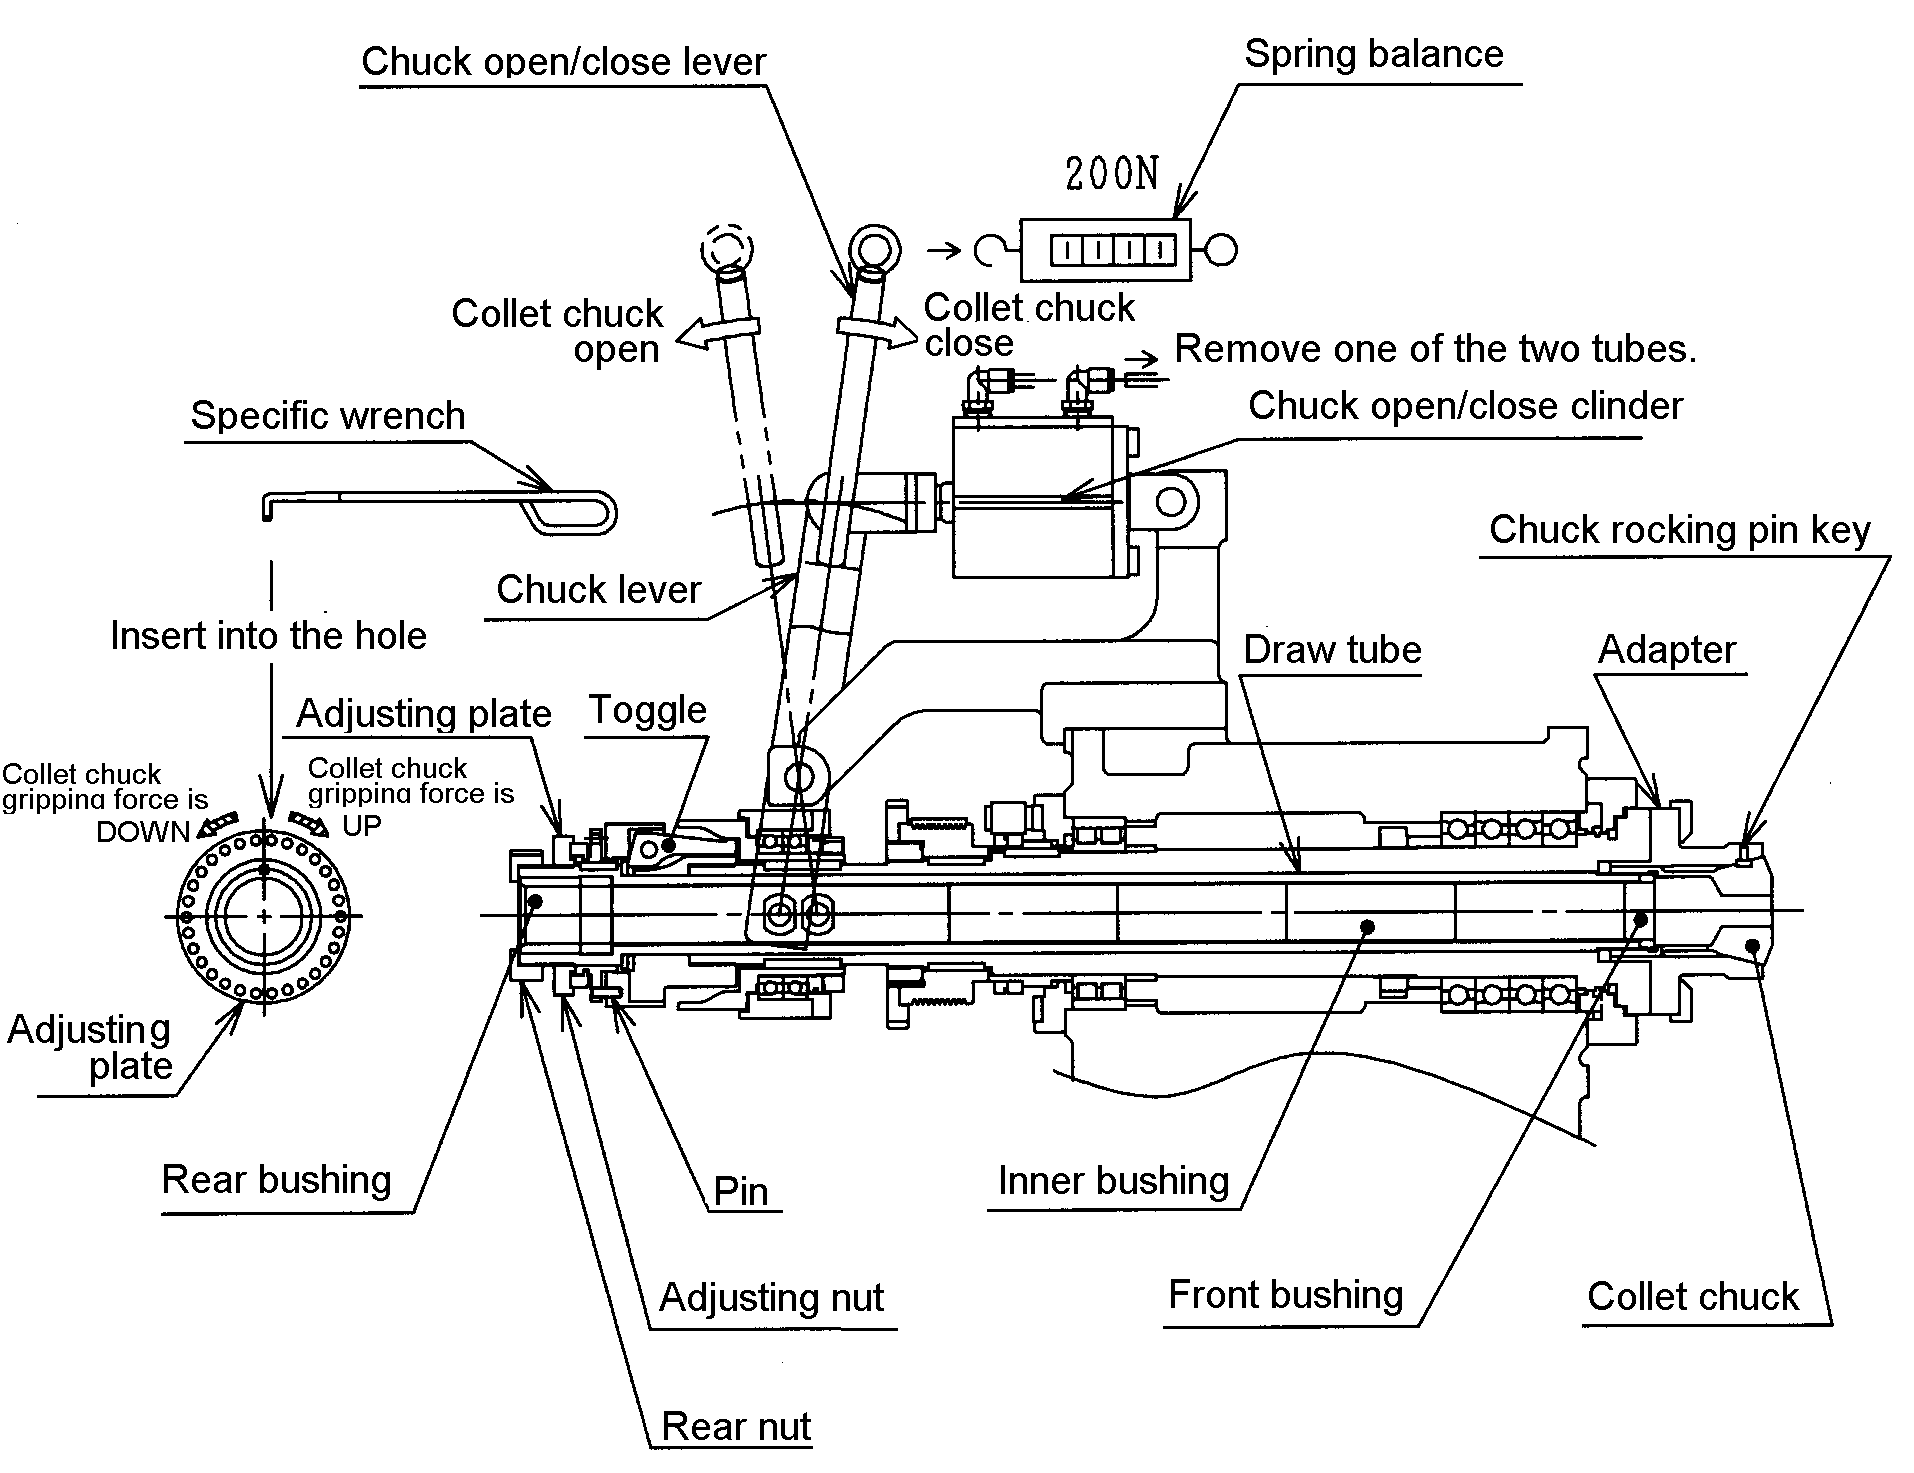 Chuck open/close lever
Spring balance
200N
Collet chuck
open
Collet chuck
close
Remove one of the two tubes.
Chuck open/close clinder
Specific wrench
Chuck rocking pin key
Chuck lever
Insert into the hole
Draw tube
Adapter
Adjusting plate
Toggle
Collet chuck
gripping force is
DOWN
Collet chuck
gripping force is
UP
Adjusting
plate
Rear bushing
Pin
Inner bushing
Adjusting nut
Front bushing
Collet chuck
Rear nut